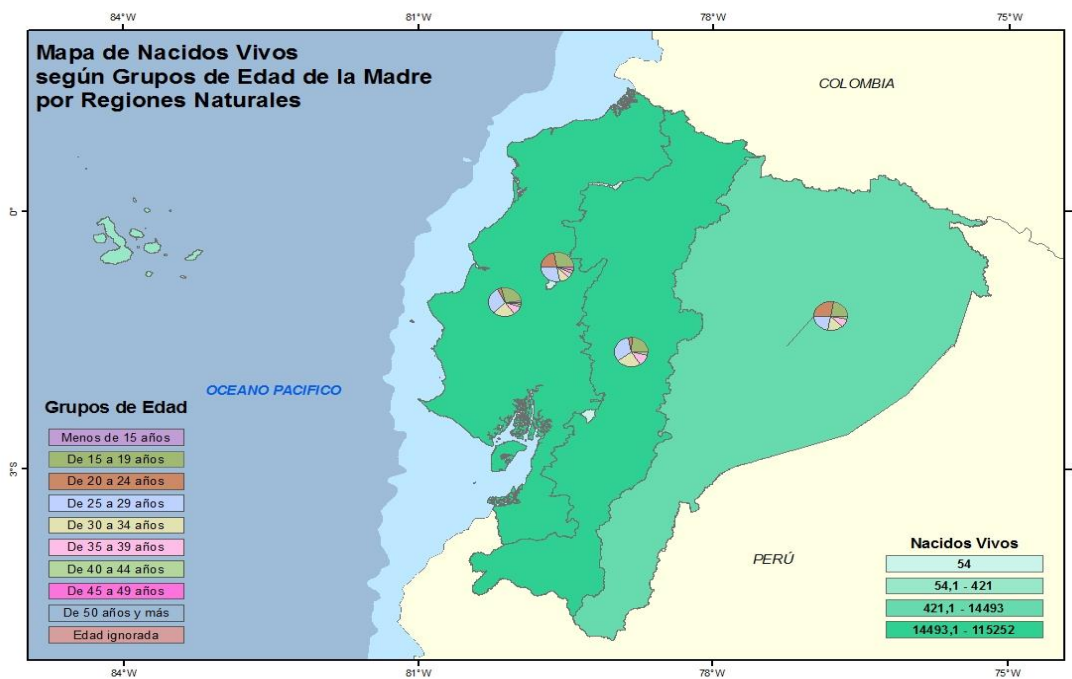 84°W
81°W
78°W
75°W
Mapa de Nacidos Vivos
según Grupos de Edad de la Madre
por Regiones Naturales
COLOMBIA
0°
0°
OCEANO PACIFICO
Grupos de Edad
Menos de 15 años
De 15 a 19 años
De 20 a 24 años
De 25 a 29 años
De 30 a 34 años
De 35 a 39 años
De 40 a 44 años
De 45 a 49 años
De 50 años y más
Edad ignorada
3°S
3°S
PERÚ
Nacidos Vivos
54
54,1 - 421
421,1 - 14493
14493,1 - 115252
84°W
81°W
78°W
75°W